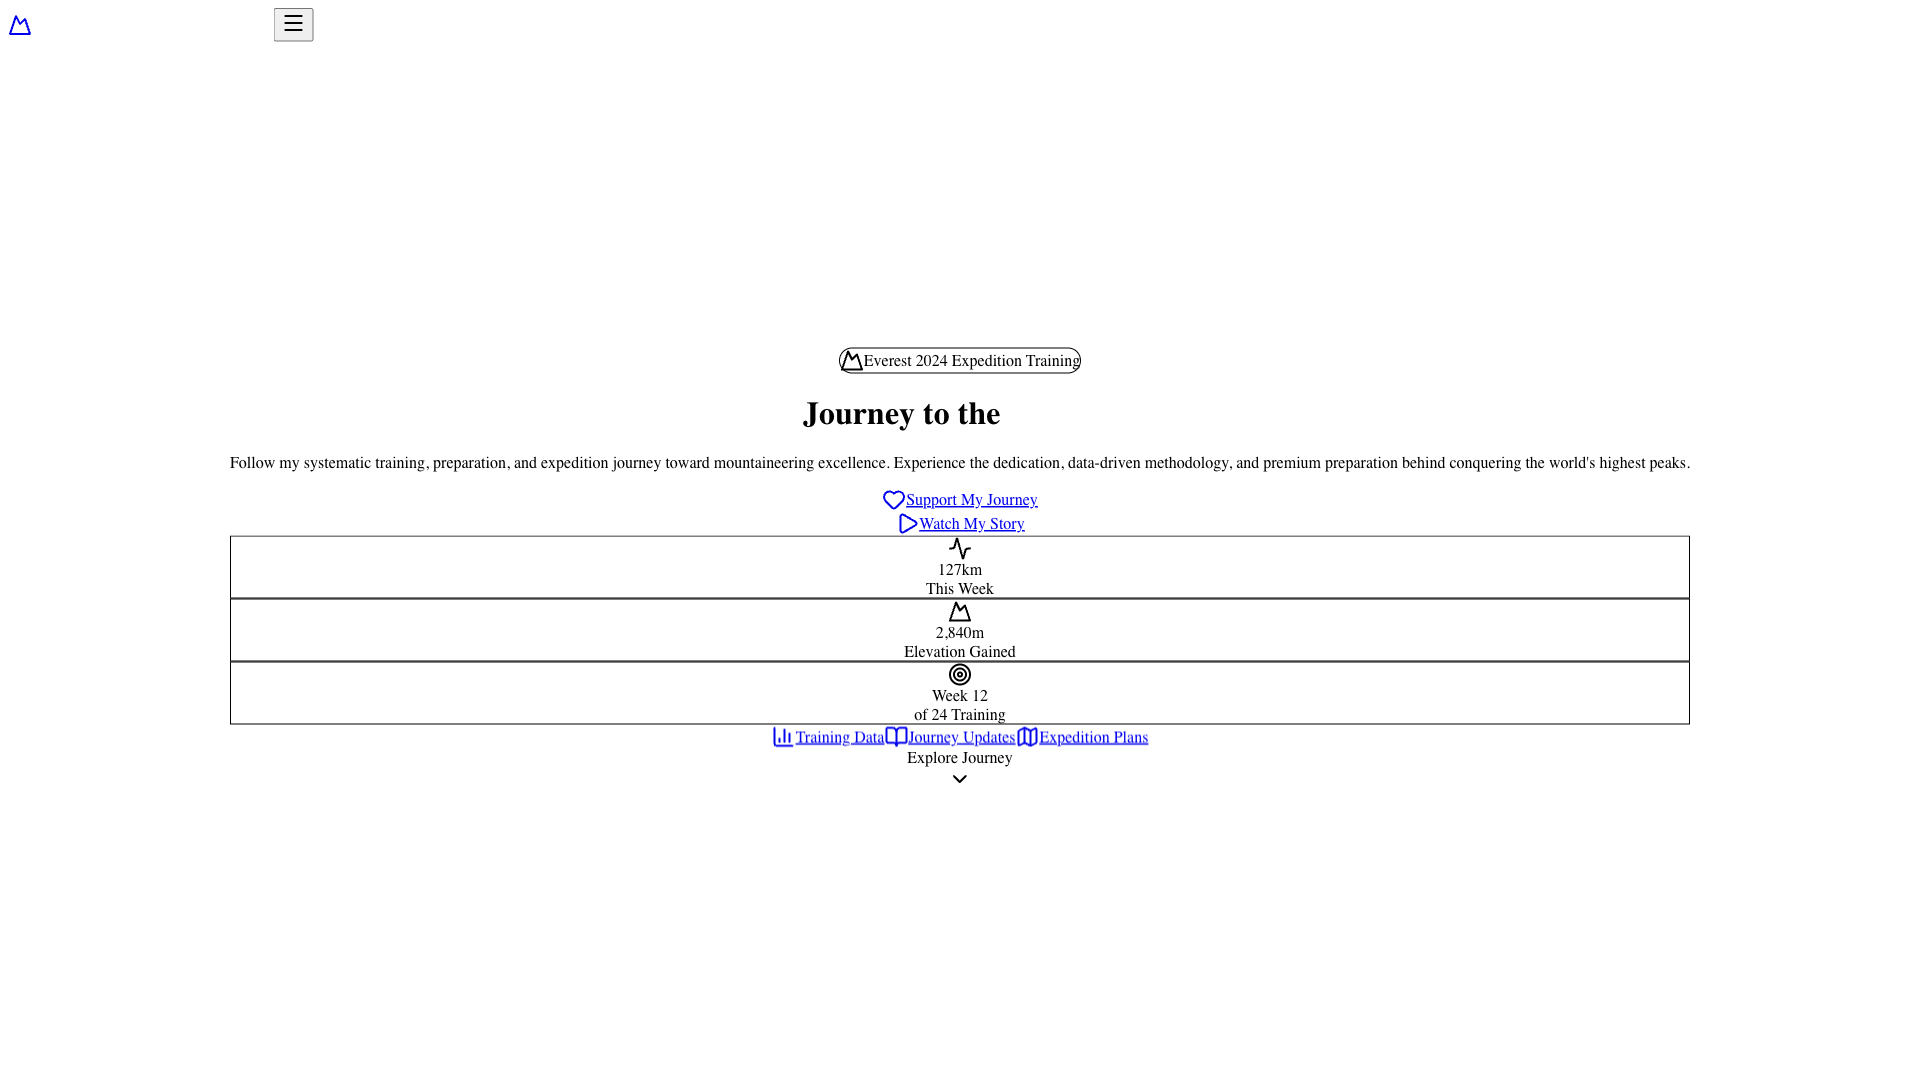 Everest 2024 Expedition Training
Journey to the
Follow my systematic training, preparation, and expedition journey toward mountaineering excellence. Experience the dedication, data-driven methodology, and premium preparation behind conquering the world's highest peaks.
Support My Journey
Watch My Story
127km
This Week
2,840m
Elevation Gained
Week 12
of 24 Training
Training Data Journey Updates Expedition Plans
Explore Journey